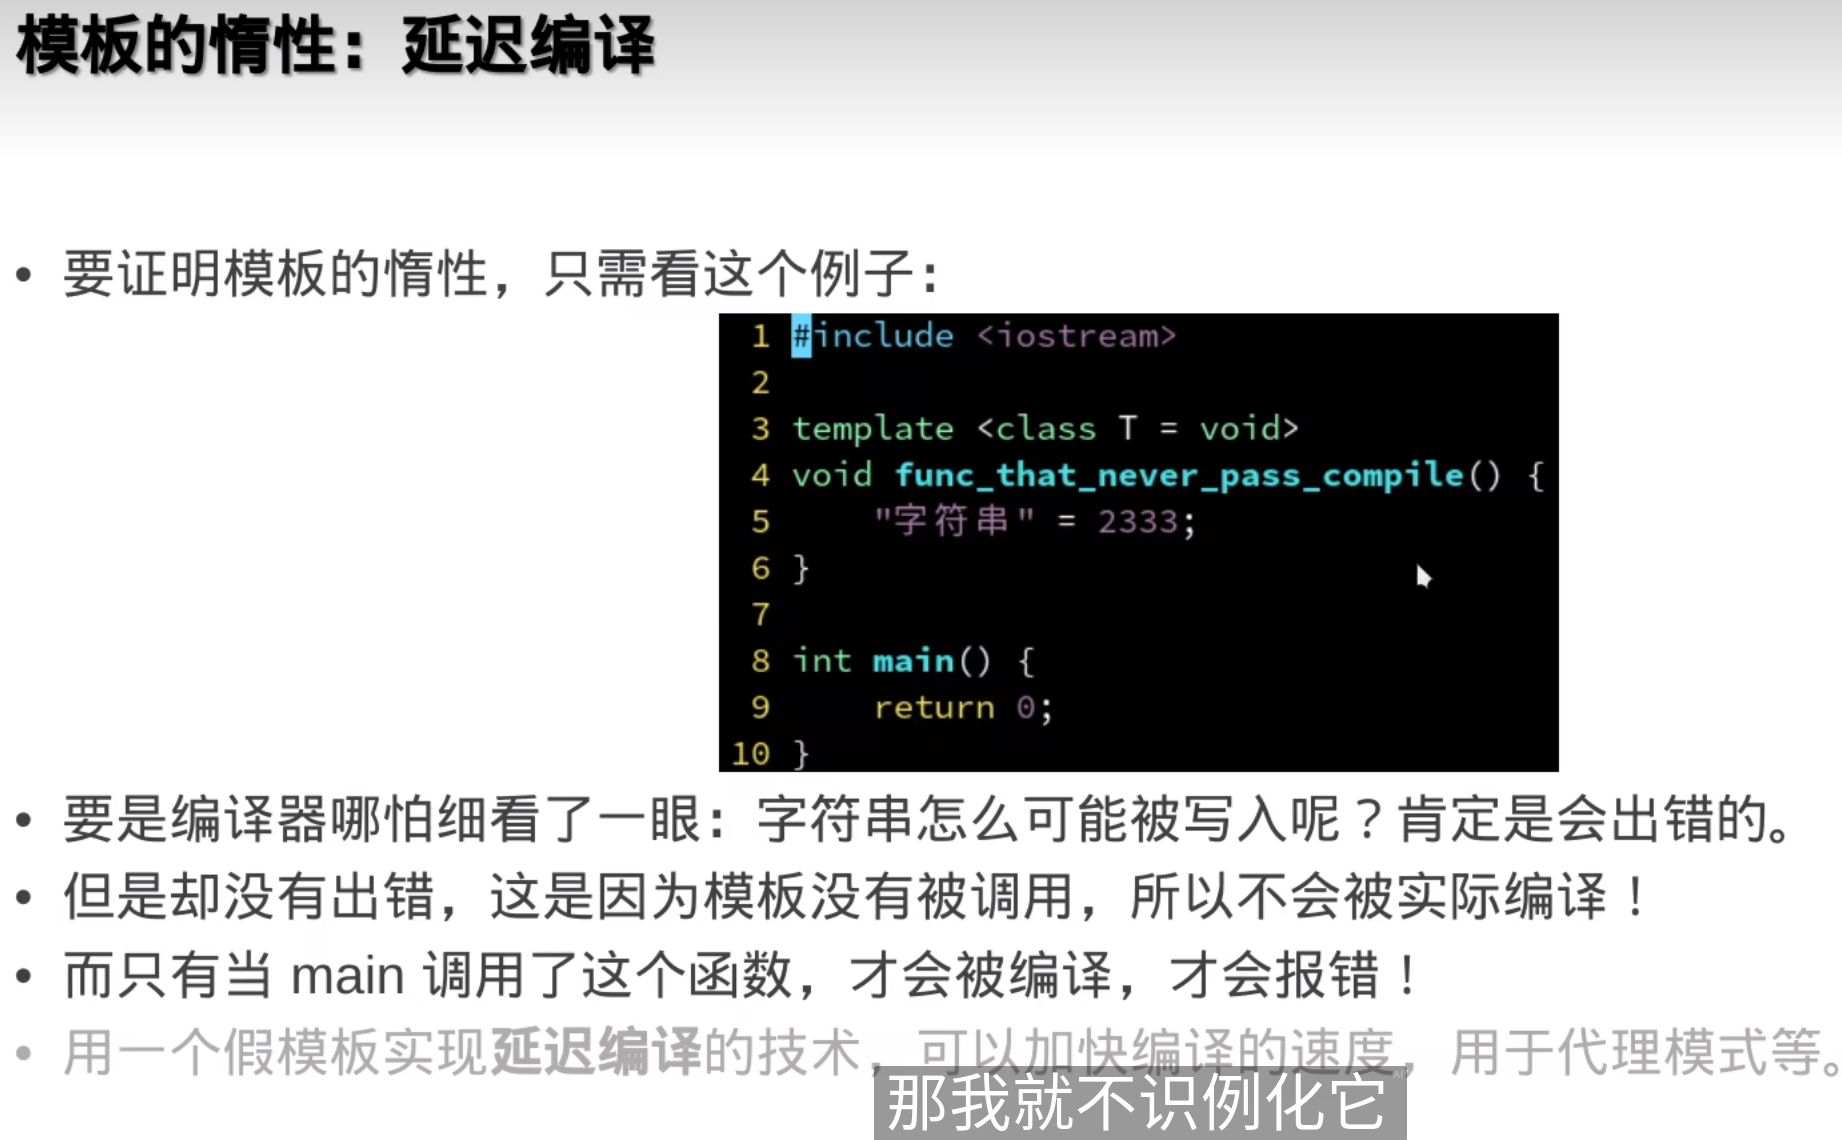 模板的惰性：延迟编译
• 要证明模板的惰性，只需看这个例子：
1 #include <iostream>
2
3 template <class T = void>
4 void func_that_never_pass_compile() {
5     "字符串" = 2333;
6 }
7
8 int main() {
9     return 0;
10 }
• 要是编译器哪怕细看了一眼：字符串怎么可能被写入呢？肯定是会出错的。
• 但是却没有出错，这是因为模板没有被调用，所以不会被实际编译！
• 而只有当 main 调用了这个函数，才会被编译，才会报错！
• 用一个假模板实现延迟编译的技术，可以加快编译的速度，用于代理模式等。
那我就不识例化它